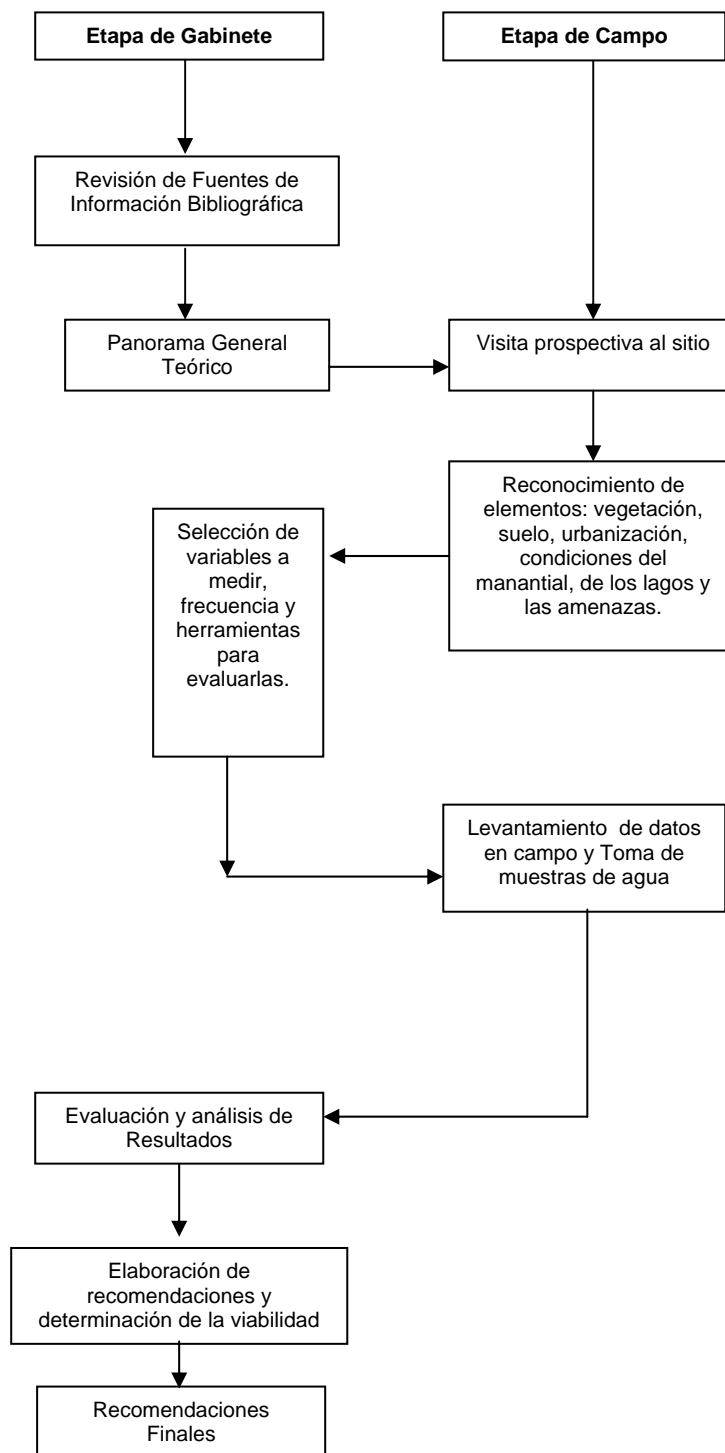 Etapa de Gabinete
Etapa de Campo
Revisión de Fuentes de
Información Bibliográfica
Panorama General
Teórico
Visita prospectiva al sitio
Reconocimiento de
elementos: vegetación,
suelo, urbanización,
condiciones del
manantial, de los lagos y
las amenazas.
Selección de
variables a
medir,
frecuencia y
herramientas
para
evaluarlas.
Levantamiento de datos
en campo y Toma de
muestras de agua
Evaluación y análisis de
Resultados
Elaboración de
recomendaciones y
determinación de la viabilidad
Recomendaciones
Finales